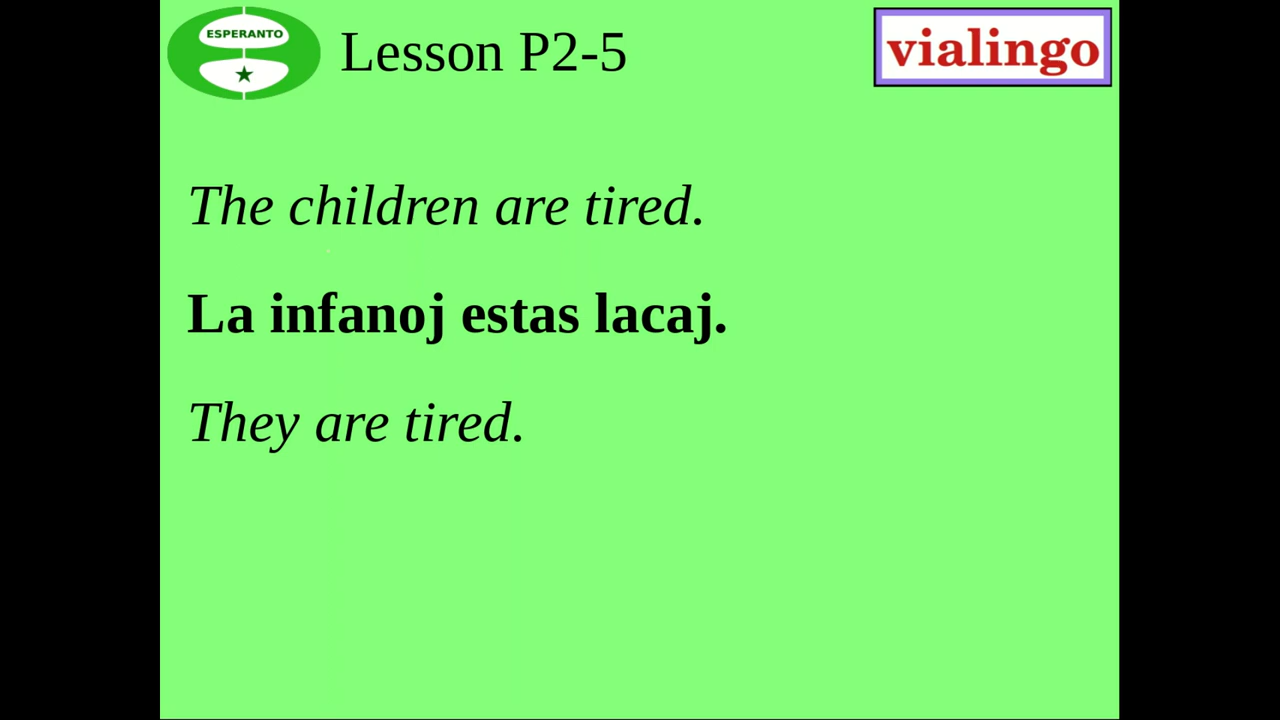 ESPERANTO
Lesson P2-5
vialingo
The children are tired.
La infanoj estas lacaj.
They are tired.